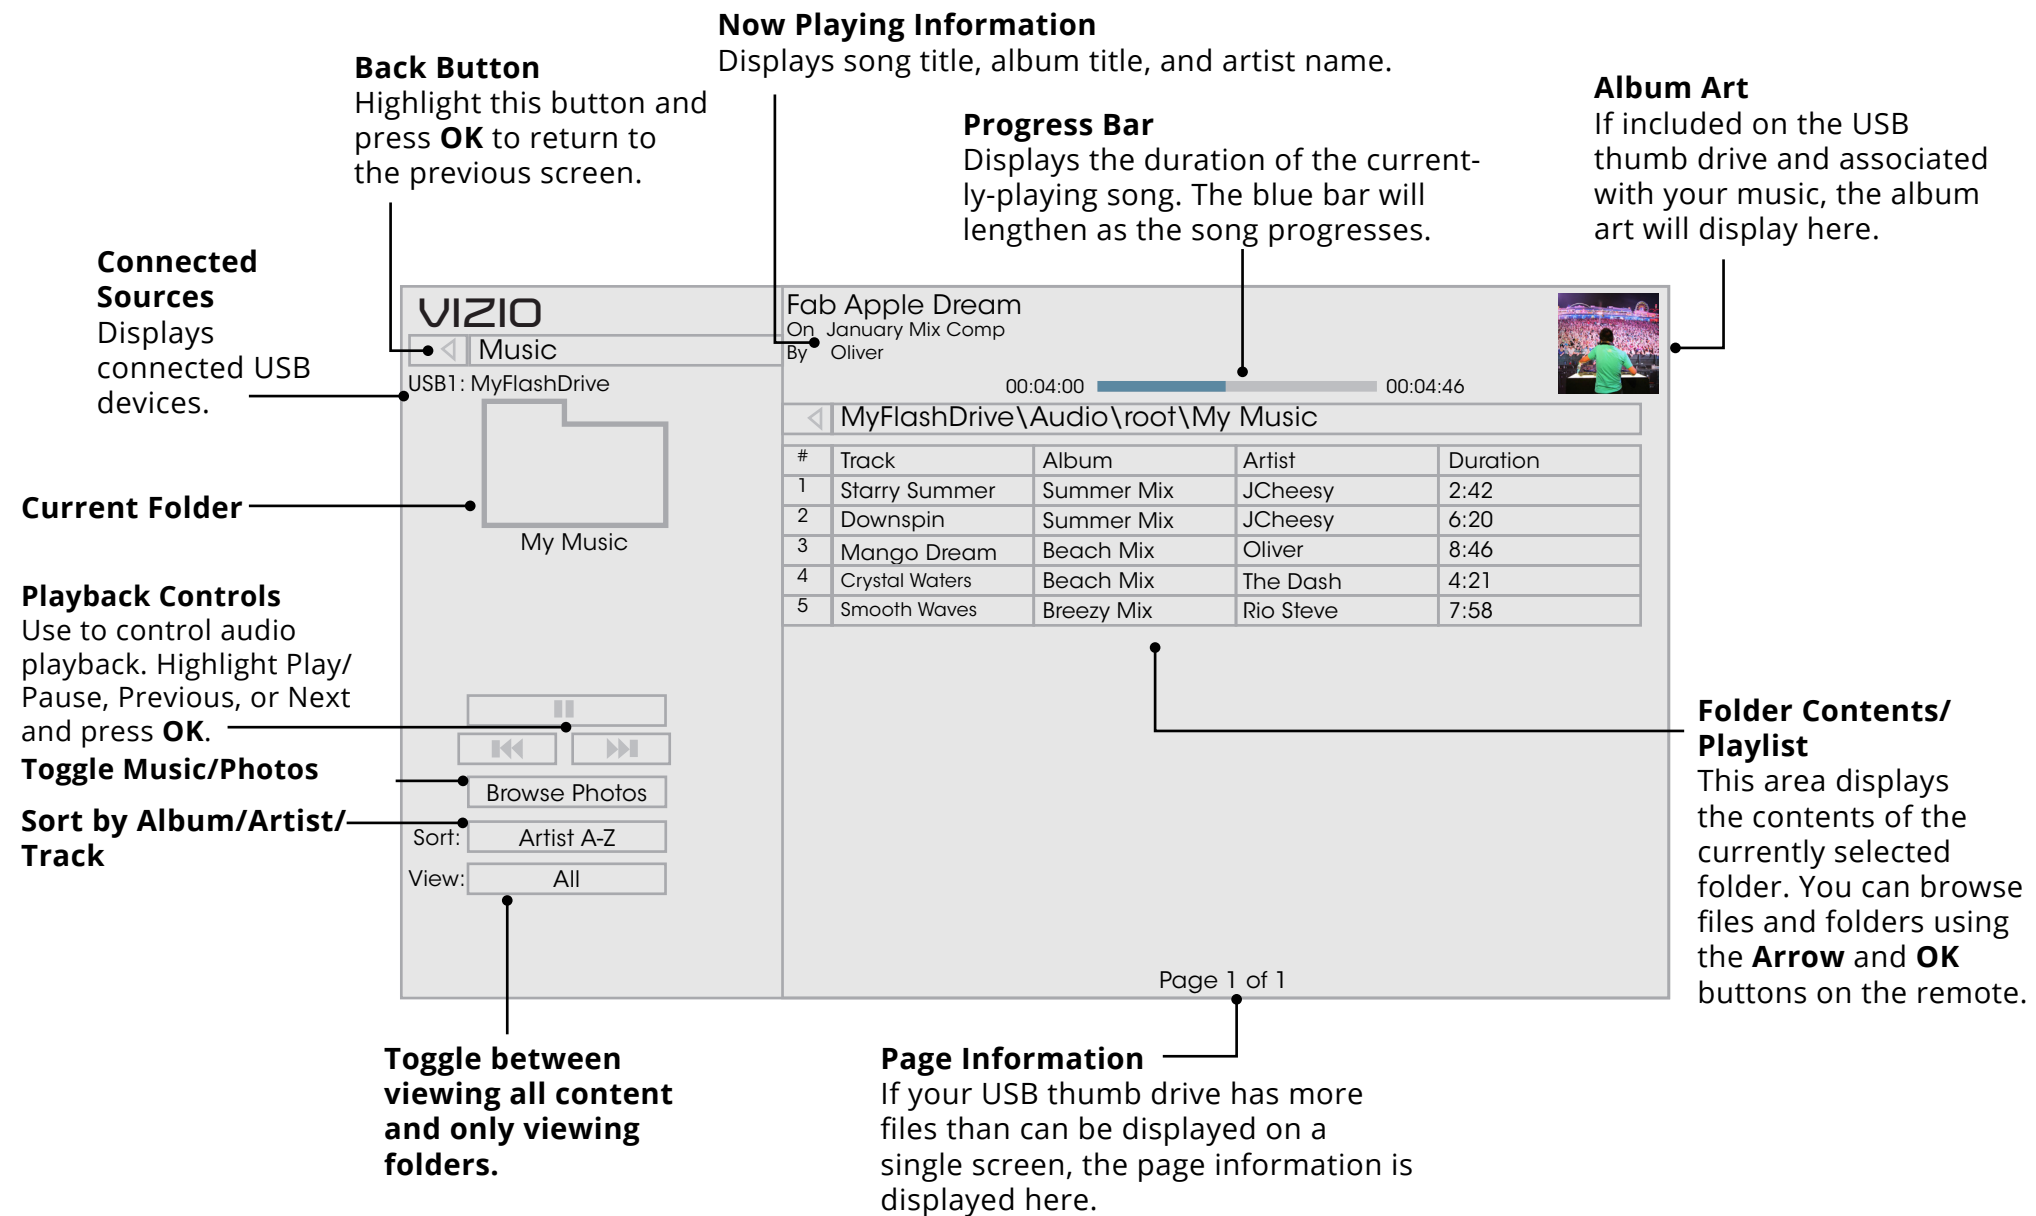 Now Playing Information
Displays song title, album title, and artist name.
Back Button
Highlight this button and
press OK to return to
the previous screen.
Progress Bar
Displays the duration of the current-
ly-playing song. The blue bar will
lengthen as the song progresses.
Album Art
If included on the USB
thumb drive and associated
with your music, the album
art will display here.
Connected
Sources
Displays
connected USB
devices.
Current Folder
Playback Controls
Use to control audio
playback. Highlight Play/
Pause, Previous, or Next
and press OK.
Toggle Music/Photos
Sort by Album/Artist/
Track
VIZIO
Music
USB1: MyFlashDrive
My Music
Browse Photos
Sort: Artist A-Z
View: All
Fab Apple Dream
On January Mix Comp
By Oliver
00:04:00 00:04:46
MyFlashDrive\Audio\root\My Music
# Track Album Artist Duration
1 Starry Summer Summer Mix JCheesy 2:42
2 Downspin Summer Mix JCheesy 6:20
3 Mango Dream Beach Mix Oliver 8:46
4 Crystal Waters Beach Mix The Dash 4:21
5 Smooth Waves Breezy Mix Rio Steve 7:58
Page 1 of 1
Folder Contents/
Playlist
This area displays
the contents of the
currently selected
folder. You can browse
files and folders using
the Arrow and OK
buttons on the remote.
Toggle between
viewing all content
and only viewing
folders.
Page Information
If your USB thumb drive has more
files than can be displayed on a
single screen, the page information is
displayed here.